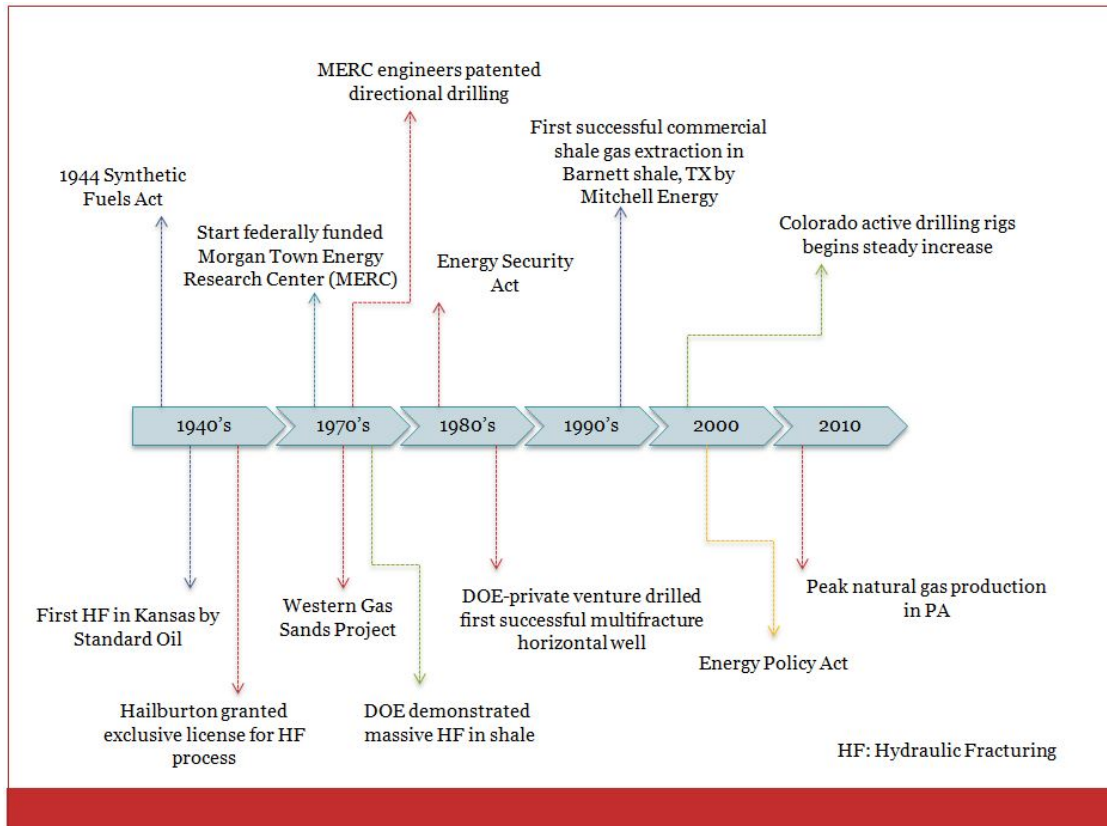 MERC engineers patented
directional drilling
First successful commercial
shale gas extraction in
Barnett shale, TX by
Mitchell Energy
1944 Synthetic
Fuels Act
Start federally funded
Morgan Town Energy
Research Center (MERC)
Energy Security
Act
Colorado active drilling rigs
begins steady increase
1940's
1970's
1980's
1990's
2000
2010
First HF in Kansas by
Standard Oil
Western Gas
Sands Project
DOE-private venture drilled
first successful multifracture
horizontal well
Peak natural gas production
in PA
Energy Policy Act
Hailburton granted
exclusive license for HF
process
DOE demonstrated
massive HF in shale
HF: Hydraulic Fracturing